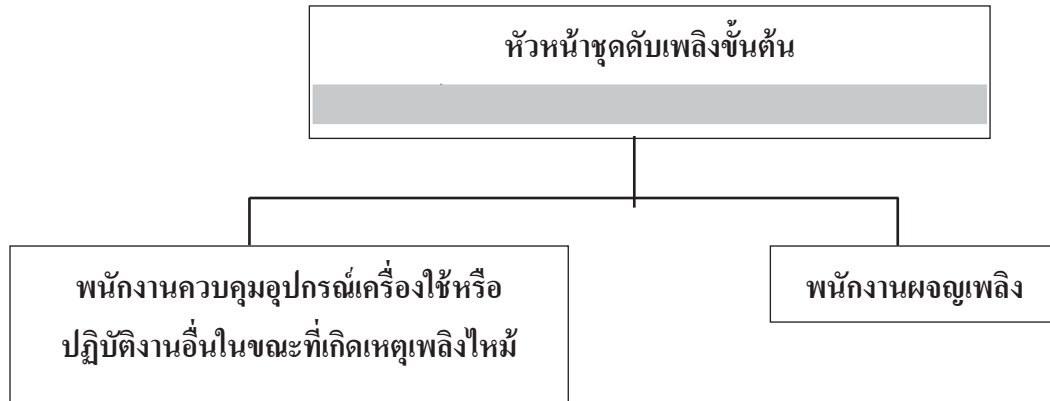 หัวหน้าชุดดับเพลิงขั้นต้น
พนักงานควบคุมอุปกรณ์เครื่องใช้หรือ
ปฏิบัติงานอื่นในขณะที่เกิดเหตุเพลิงไหม้
พนักงานผจญเพลิง